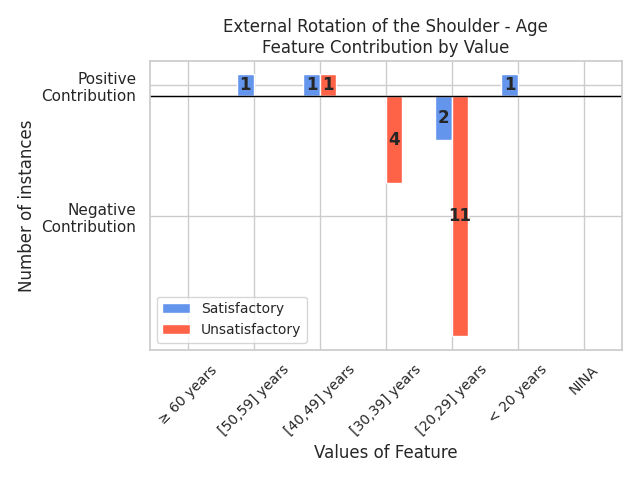 External Rotation of the Shoulder - Age
Feature Contribution by Value
Positive
Contribution
Negative
Contribution
Number of instances
1
1
1
4
2
11
1
Satisfactory
Unsatisfactory
≥ 60 years
[50,59] years
[40,49] years
[30,39] years
[20,29] years
< 20 years
NINA
Values of Feature